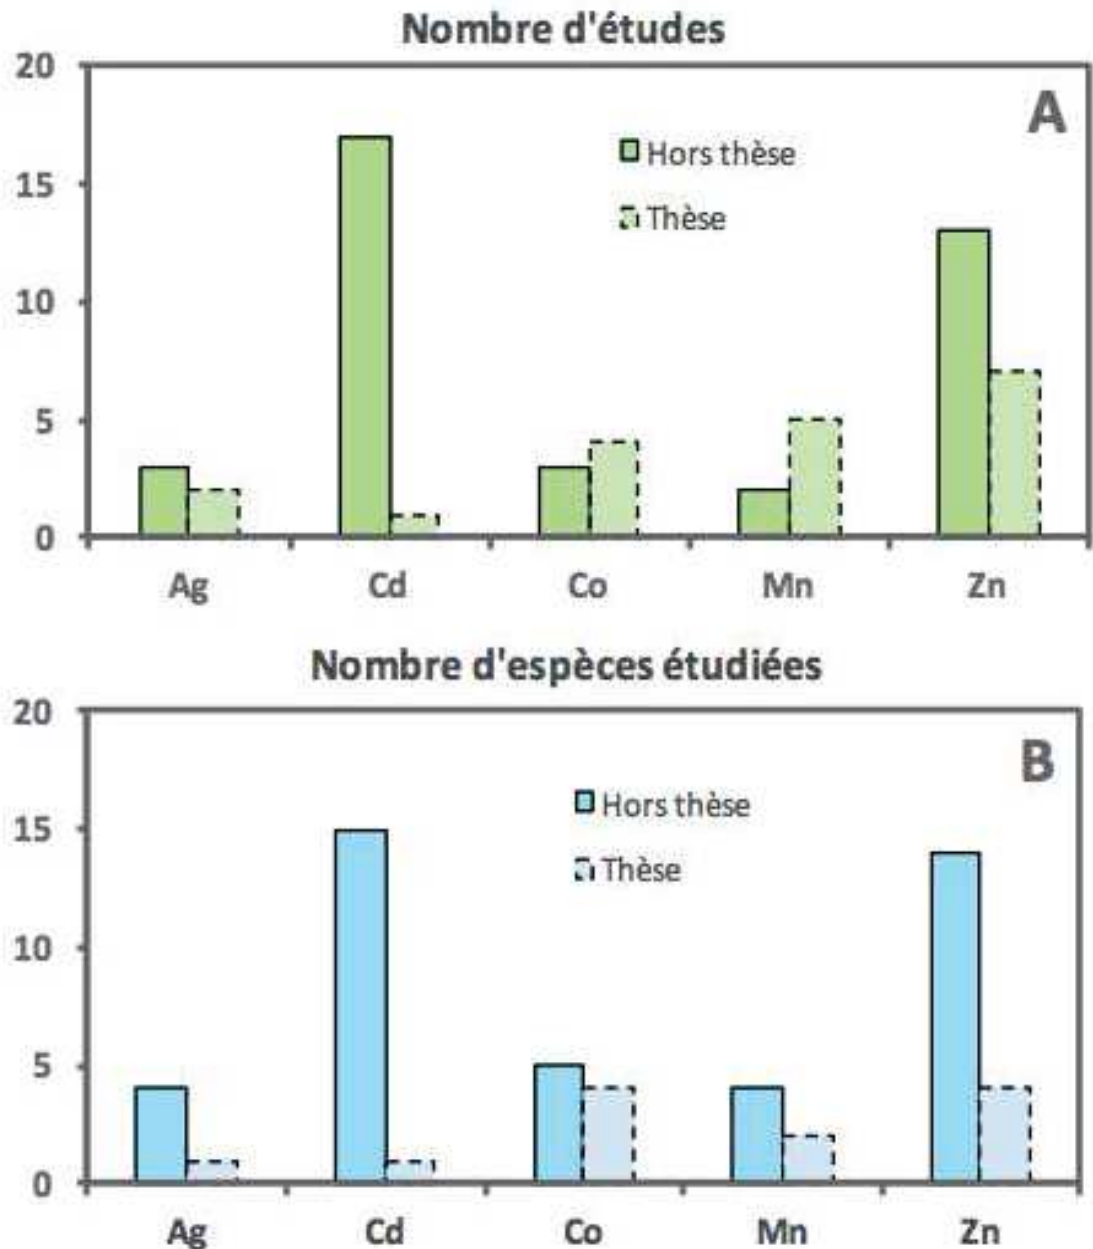 Nombre d'études
20
A
Hors thèse
15
Thèse
10
5
0
Ag Cd Co Mn Zn
Nombre d'espèces étudiées
20
B
Hors thèse
15
Thèse
10
5
0
Ag Cd Co Mn Zn